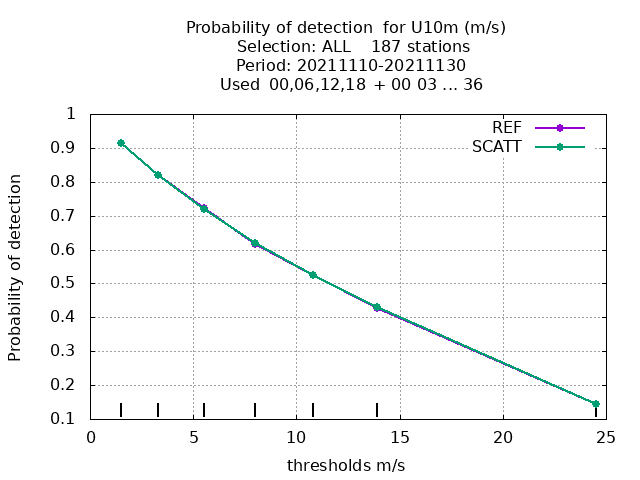 Probability of detection  for U10m (m/s)
Selection: ALL    187 stations
Period: 20211110-20211130
Used  00,06,12,18  + 00 03 ... 36
REF
SCATT
1
0.9
0.8
0.7
0.6
0.5
0.4
0.3
0.2
0.1
Probability of detection
0 5 10 15 20 25
thresholds m/s